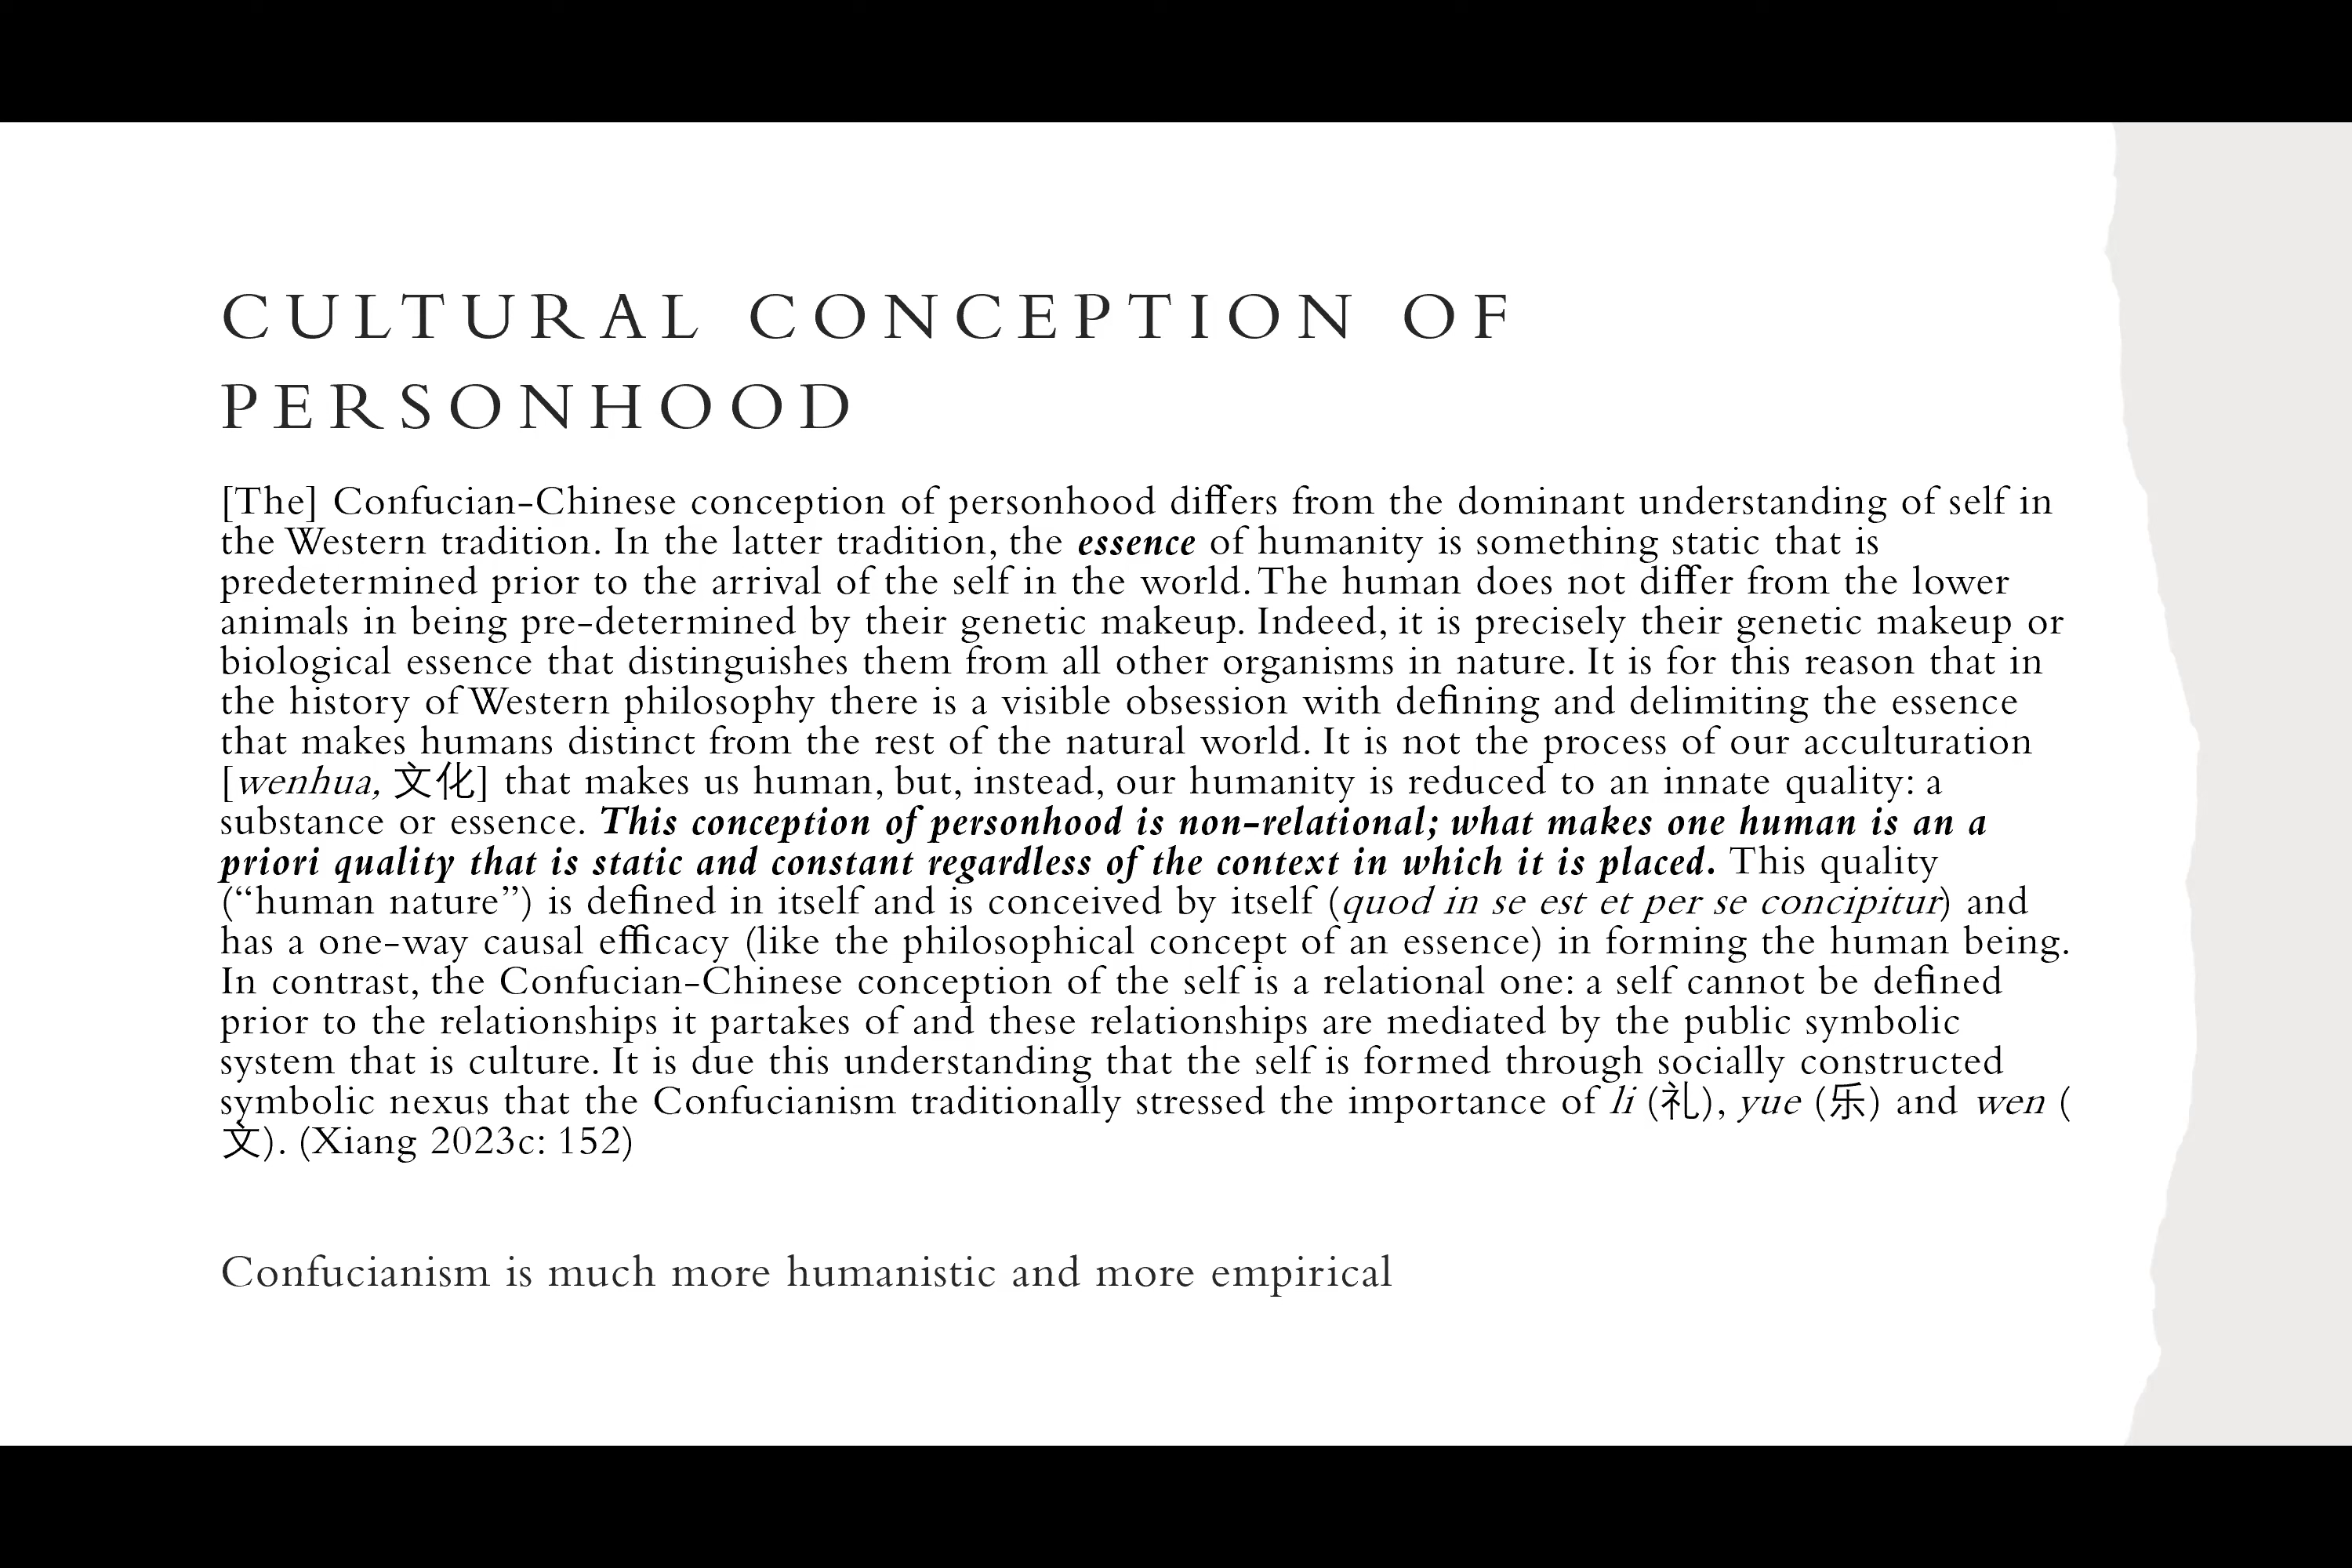 CULTURAL CONCEPTION OF
PERSONHOOD
[The] Confucian-Chinese conception of personhood differs from the dominant understanding of self in
the Western tradition. In the latter tradition, the essence of humanity is something static that is
predetermined prior to the arrival of the self in the world. The human does not differ from the lower
animals in being pre-determined by their genetic makeup. Indeed, it is precisely their genetic makeup or
biological essence that distinguishes them from all other organisms in nature. It is for this reason that in
the history of Western philosophy there is a visible obsession with defining and delimiting the essence
that makes humans distinct from the rest of the natural world. It is not the process of our acculturation
[wenhua, 文化] that makes us human, but, instead, our humanity is reduced to an innate quality: a
substance or essence. This conception of personhood is non-relational; what makes one human is an a
priori quality that is static and constant regardless of the context in which it is placed. This quality
(“human nature”) is defined in itself and is conceived by itself (quod in se est et per se concipitur) and
has a one-way causal efficacy (like the philosophical concept of an essence) in forming the human being.
In contrast, the Confucian-Chinese conception of the self is a relational one: a self cannot be defined
prior to the relationships it partakes of and these relationships are mediated by the public symbolic
system that is culture. It is due this understanding that the self is formed through socially constructed
symbolic nexus that the Confucianism traditionally stressed the importance of li (礼), yue (乐) and wen (
文). (Xiang 2023c: 152)
Confucianism is much more humanistic and more empirical